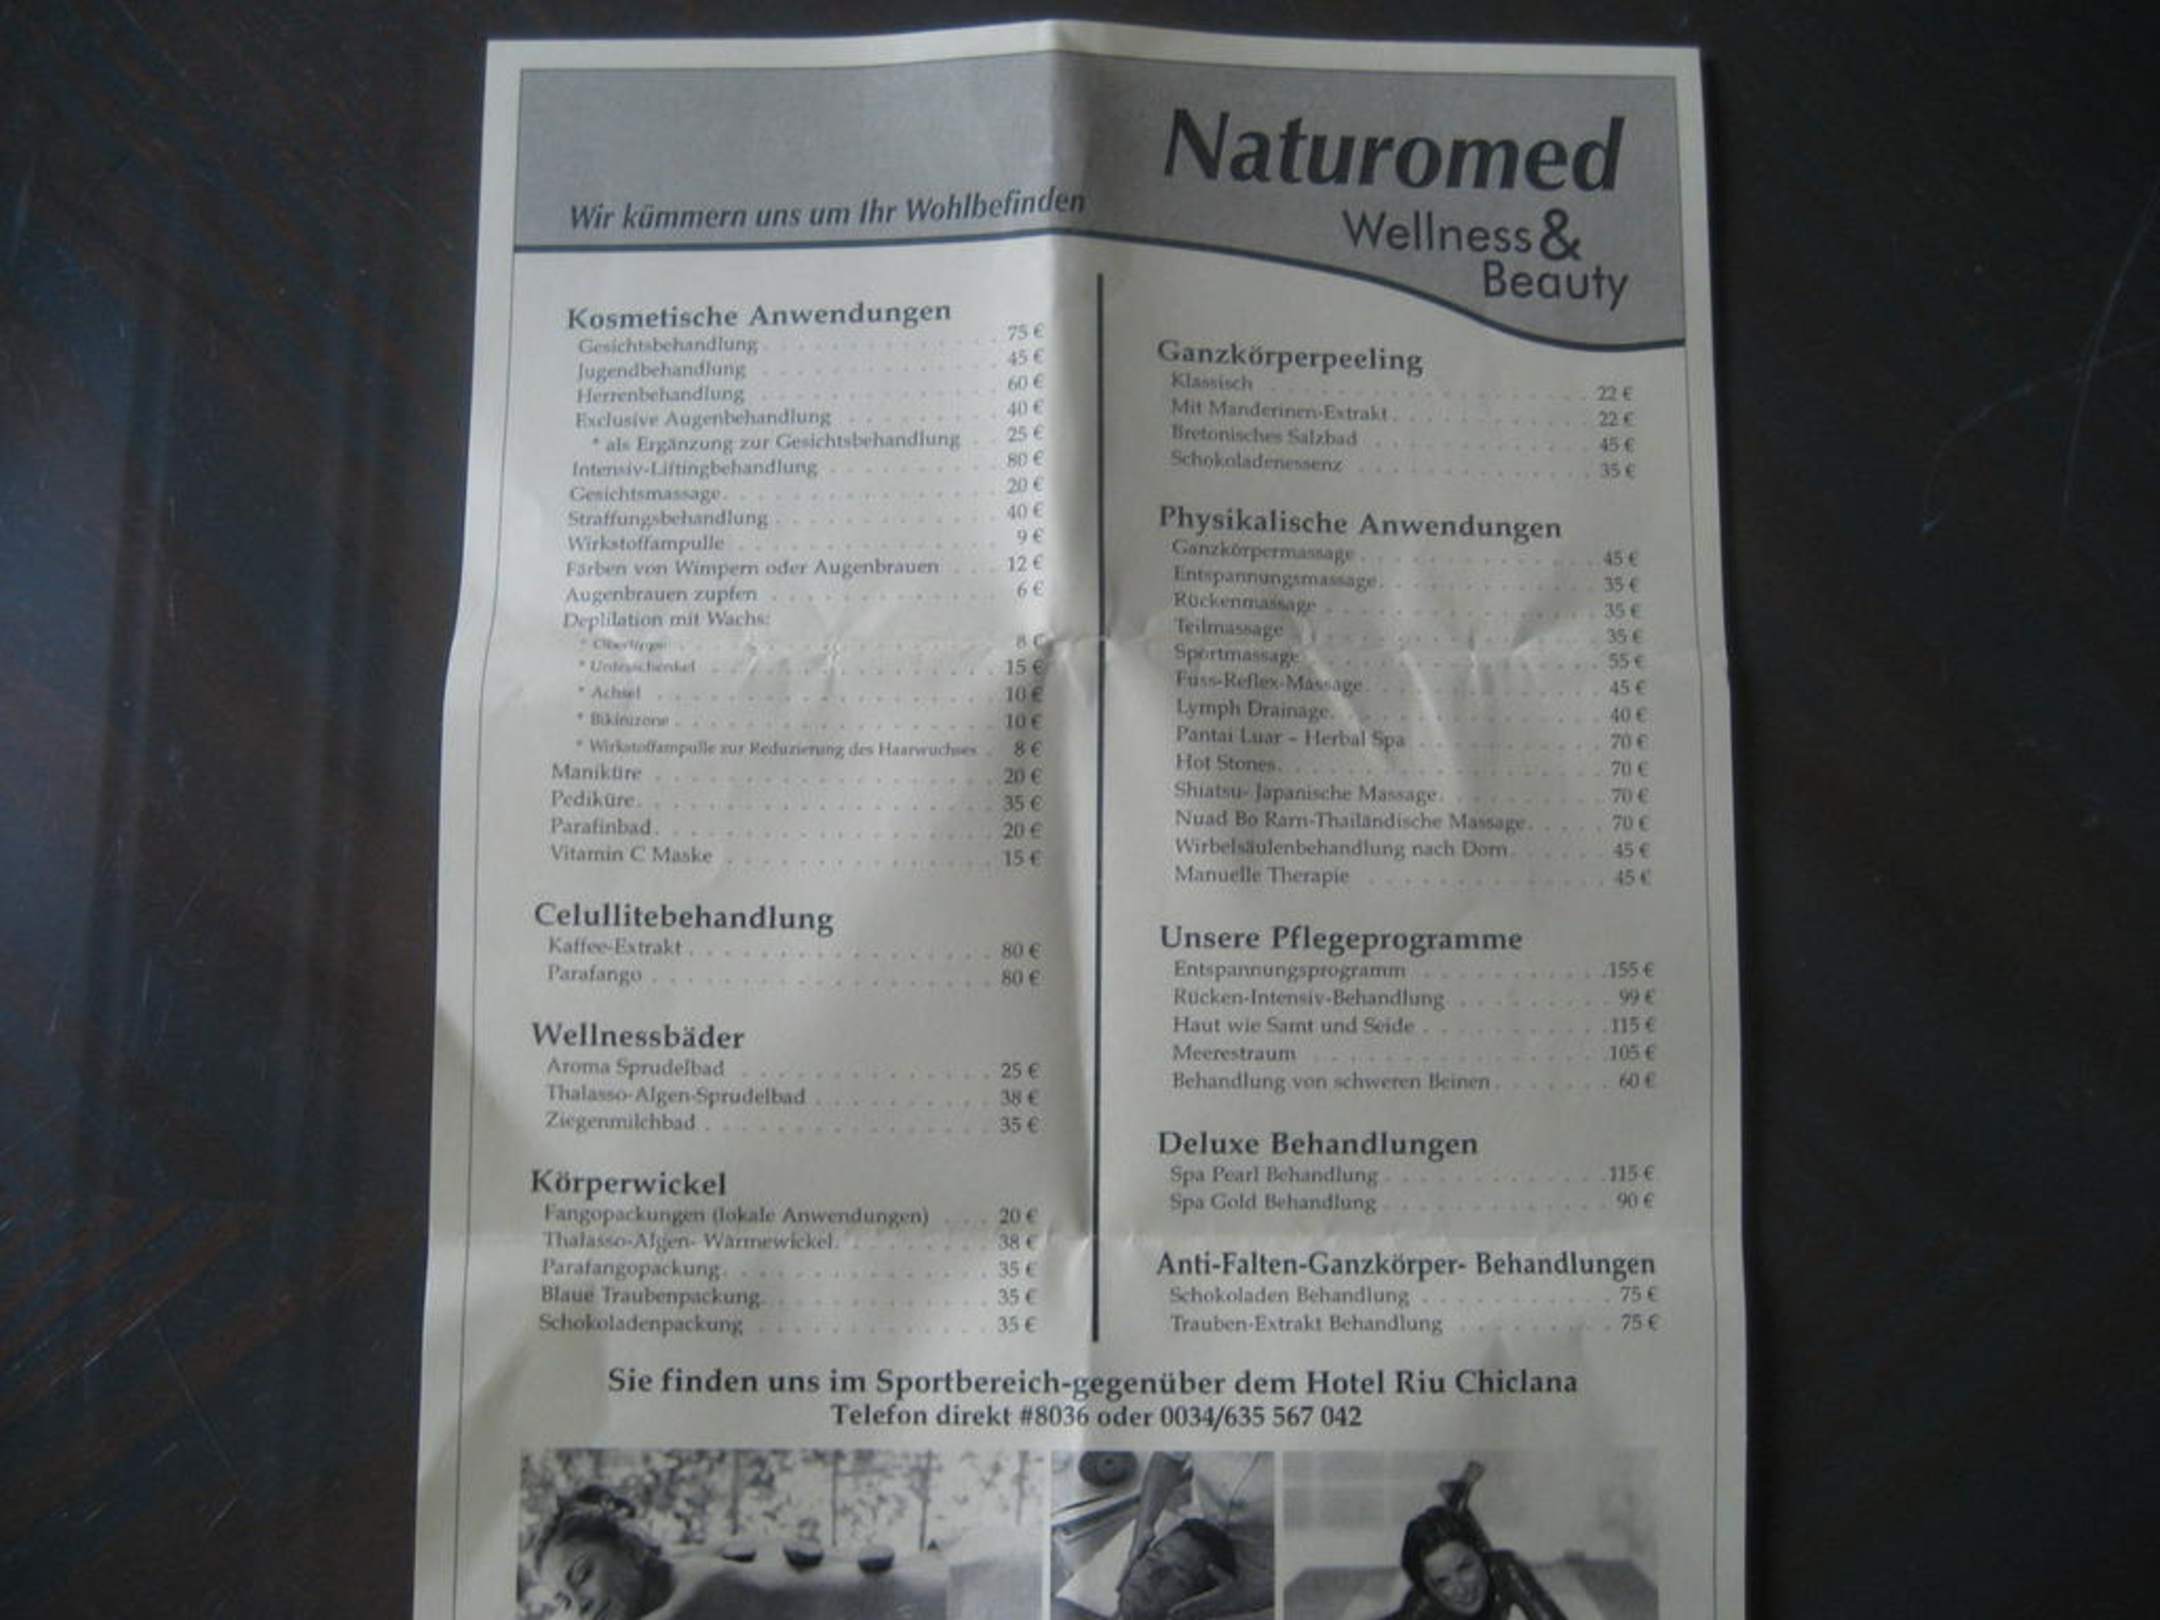 Naturomed
Wir kümmern uns um Ihr Wohlbefinden
Wellness &
Beauty
Kosmetische Anwendungen
Gesichtsbehandlung 75 €
Jugendbehandlung 45 €
Herrenbehandlung 60 €
Exclusive Augenbehandlung 40 €
* als Ergänzung zur Gesichtsbehandlung 25 €
Intensiv-Liftingbehandlung 80 €
Gesichtsmassage 20 €
Straffungsbehandlung 40 €
Wirkstoffampulle 9 €
Färben von Wimpern oder Augenbrauen 12 €
Augenbrauen zupfen 6 €
Deplilation mit Wachs:
* Oberlippe 8 €
* Unterschenkel 15 €
* Achsel 10 €
* Bikinizone 10 €
* Wirkstoffampulle zur Reduzierung des Haarwuchses 8 €
Maniküre 20 €
Pediküre 35 €
Parafinbad 20 €
Vitamin C Maske 15 €
Celullitebehandlung
Kaffee-Extrakt 80 €
Parafango 80 €
Wellnessbäder
Aroma Sprudelbad 25 €
Thalasso-Algen-Sprudelbad 38 €
Ziegenmilchbad 35 €
Körperwickel
Fangopackungen (lokale Anwendungen) 20 €
Thalasso-Algen- Wärmewickel 38 €
Parafangopackung 35 €
Blaue Traubenpackung 35 €
Schokoladenpackung 35 €
Ganzkörperpeeling
Klassisch 22 €
Mit Manderinen-Extrakt 22 €
Bretonisches Salzbad 45 €
Schokoladenessenz 35 €
Physikalische Anwendungen
Ganzkörpermassage 45 €
Entspannungsmassage 35 €
Rückenmassage 35 €
Teilmassage 35 €
Sportmassage 55 €
Fuss-Reflex-Massage 45 €
Lymph Drainage 40 €
Pantai Luar - Herbal Spa 70 €
Hot Stones 70 €
Shiatsu- Japanische Massage 70 €
Nuad Bo Rarn-Thailändische Massage 70 €
Wirbelsäulenbehandlung nach Dorn 45 €
Manuelle Therapie 45 €
Unsere Pflegeprogramme
Entspannungsprogramm 155 €
Rücken-Intensiv-Behandlung 99 €
Haut wie Samt und Seide 115 €
Meerestraum 105 €
Behandlung von schweren Beinen 60 €
Deluxe Behandlungen
Spa Pearl Behandlung 115 €
Spa Gold Behandlung 90 €
Anti-Falten-Ganzkörper- Behandlungen
Schokoladen Behandlung 75 €
Trauben-Extrakt Behandlung 75 €
Sie finden uns im Sportbereich-gegenüber dem Hotel Riu Chiclana
Telefon direkt #8036 oder 0034/635 567 042